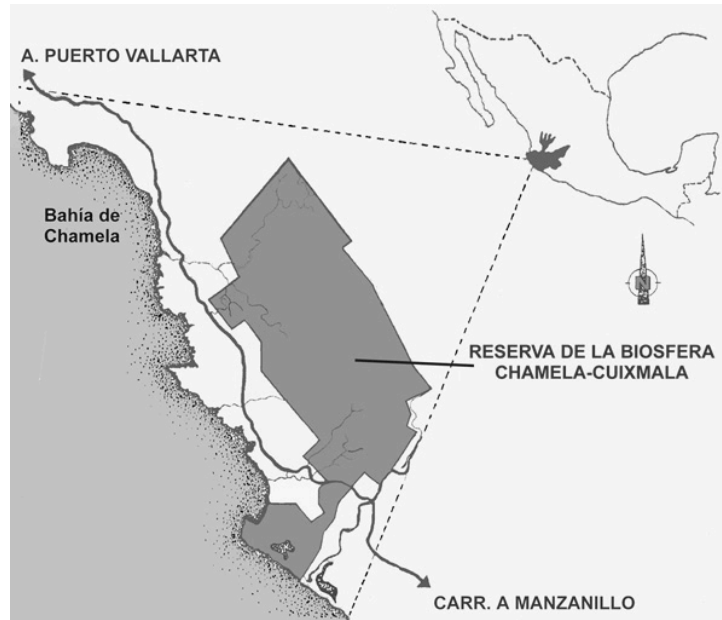 A. PUERTO VALLARTA
Bahía de
Chamela
N
RESERVA DE LA BIOSFERA
CHAMELA-CUIXMALA
CARR. A MANZANILLO